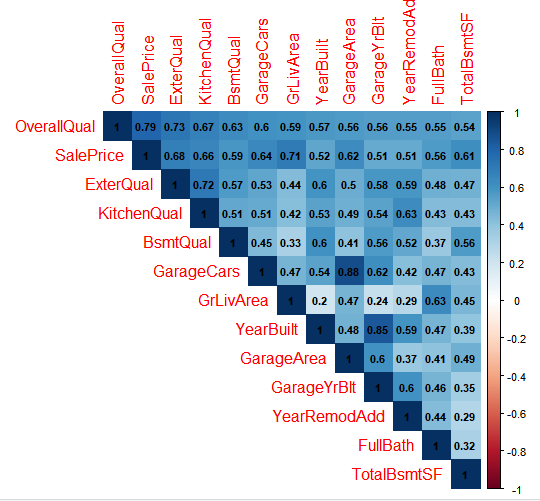 OverallQual SalePrice ExterQual KitchenQual BsmtQual GarageCars GrLivArea YearBuilt GarageArea GarageYrBlt YearRemodAdd FullBath TotalBsmtSF
OverallQual 1 0.79 0.73 0.67 0.63 0.6 0.59 0.57 0.56 0.56 0.55 0.55 0.54
SalePrice 1 0.68 0.66 0.59 0.64 0.71 0.52 0.62 0.51 0.51 0.56 0.61
ExterQual 1 0.72 0.57 0.53 0.44 0.6 0.5 0.58 0.59 0.48 0.47
KitchenQual 1 0.51 0.51 0.42 0.53 0.49 0.54 0.63 0.43 0.43
BsmtQual 1 0.45 0.33 0.6 0.41 0.56 0.52 0.37 0.56
GarageCars 1 0.47 0.54 0.88 0.62 0.42 0.47 0.43
GrLivArea 1 0.2 0.47 0.24 0.29 0.63 0.45
YearBuilt 1 0.48 0.85 0.59 0.47 0.39
GarageArea 1 0.6 0.37 0.41 0.49
GarageYrBlt 1 0.6 0.46 0.35
YearRemodAdd 1 0.44 0.29
FullBath 1 0.32
TotalBsmtSF 1
1
0.8
0.6
0.4
0.2
0
-0.2
-0.4
-0.6
-0.8
-1